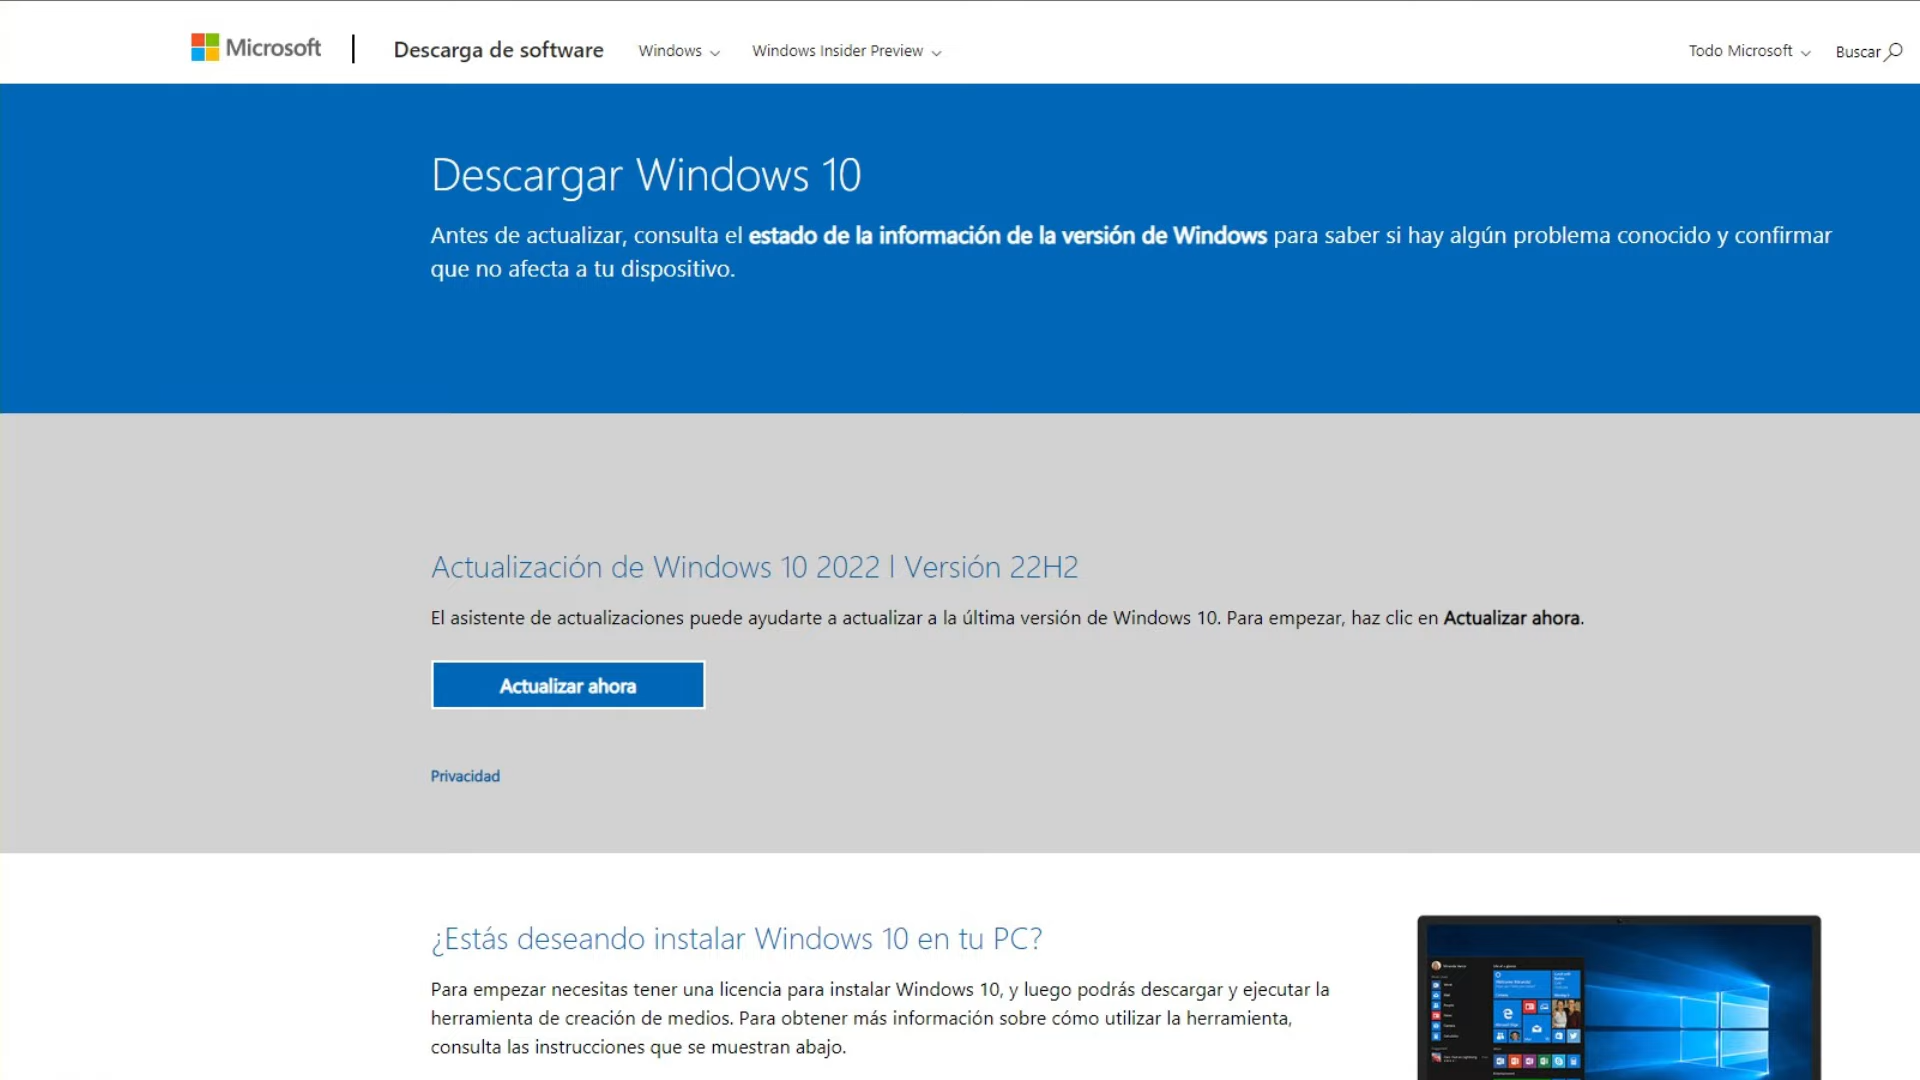 Microsoft
Descarga de software
Windows
Windows Insider Preview
Todo Microsoft
Buscar
Descargar Windows 10
Antes de actualizar, consulta el estado de la información de la versión de Windows para saber si hay algún problema conocido y confirmar
que no afecta a tu dispositivo.
Actualización de Windows 10 2022 | Versión 22H2
El asistente de actualizaciones puede ayudarte a actualizar a la última versión de Windows 10. Para empezar, haz clic en Actualizar ahora.
Actualizar ahora
Privacidad
¿Estás deseando instalar Windows 10 en tu PC?
Para empezar necesitas tener una licencia para instalar Windows 10, y luego podrás descargar y ejecutar la
herramienta de creación de medios. Para obtener más información sobre cómo utilizar la herramienta,
consulta las instrucciones que se muestran abajo.